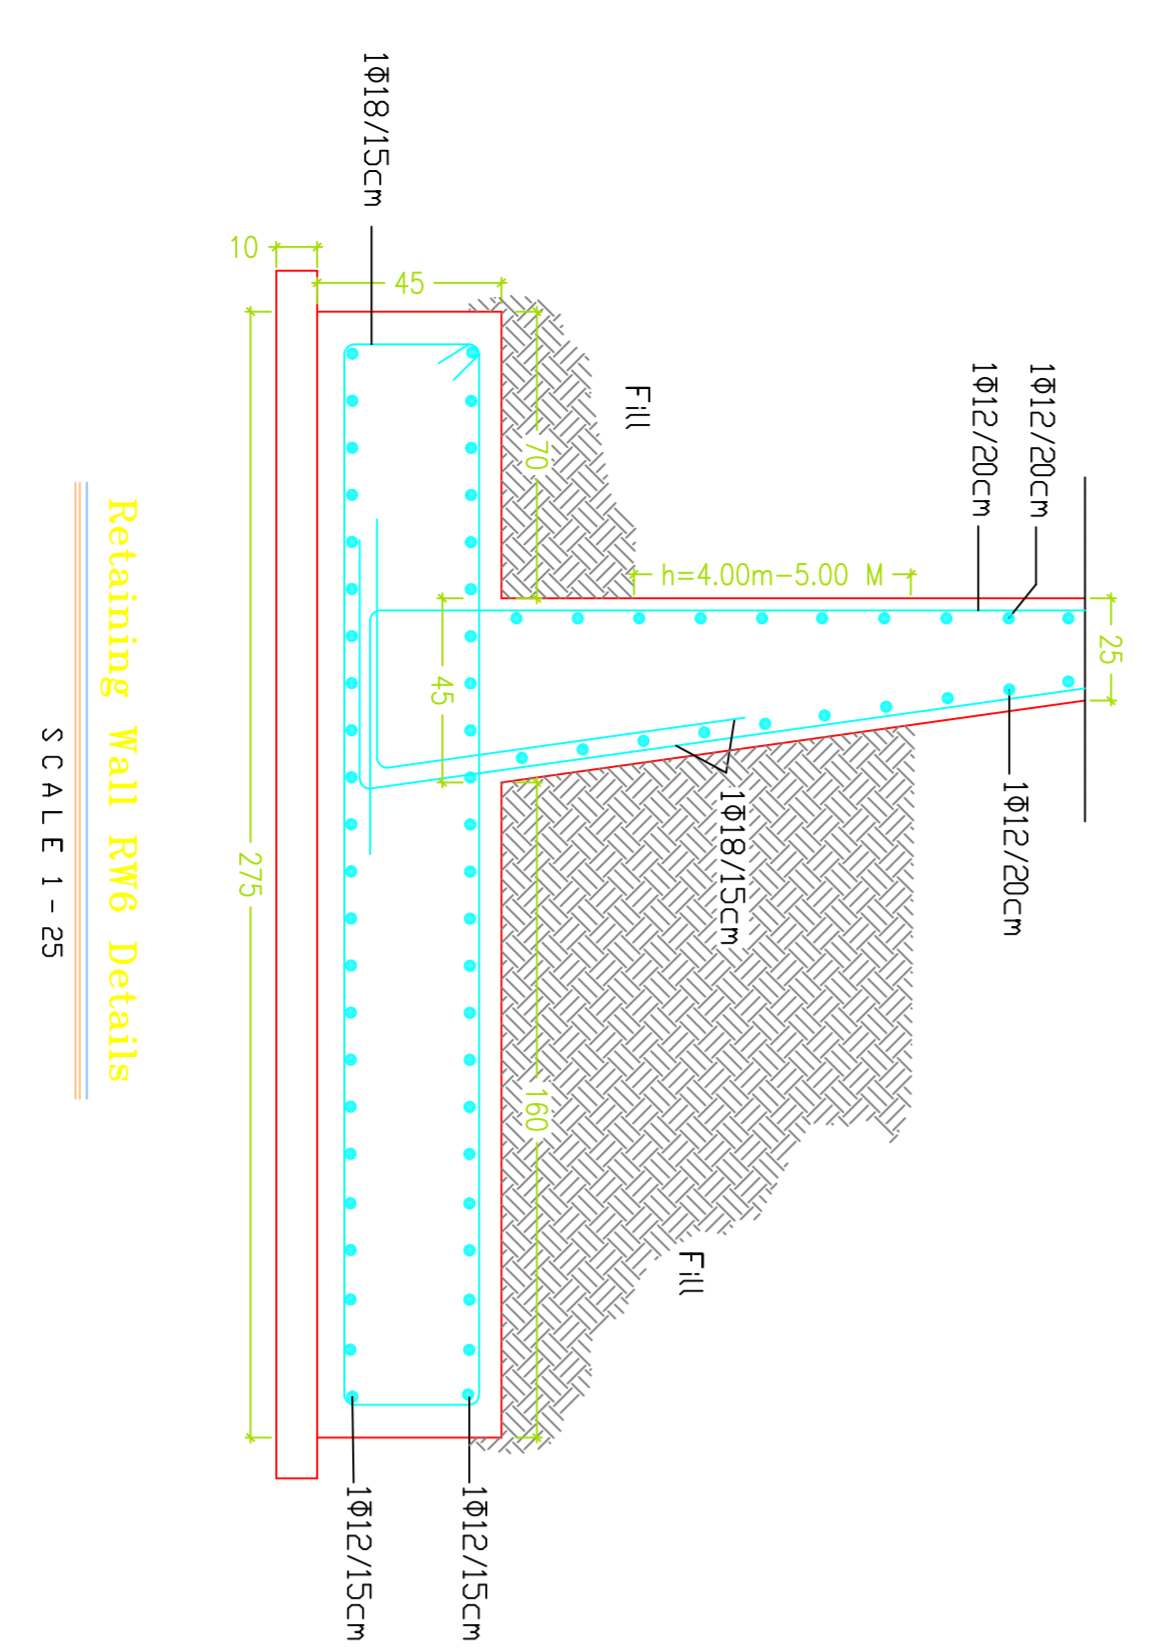 25
1Φ12/20cm
1Φ12/20cm
1Φ12/20cm
h=4.00m-5.00 M
1Φ18/15cm
Fill
Fill
70
160
45
45
1Φ18/15cm
1Φ12/15cm
1Φ12/15cm
10
275
Retaining Wall RW6 Details
SCALE 1-25